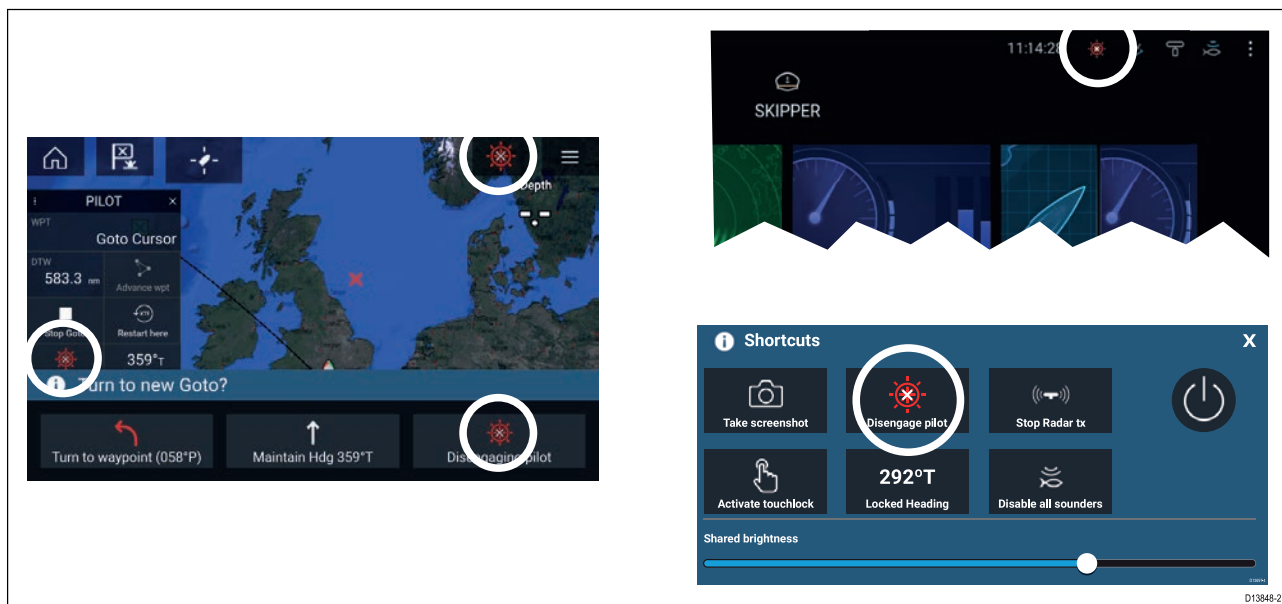 Depth
PILOT
×
WPT
Goto Cursor
DTW
583.3 nm
Advance wpt
Stop Goto
Restart here
359°T
Turn to new Goto?
Turn to waypoint (058°P)
Maintain Hdg 359°T
Disengaging pilot
11:14:28
SKIPPER
Shortcuts
X
Take screenshot
Disengage pilot
Stop Radar tx
Activate touchlock
292°T
Locked Heading
Disable all sounders
Shared brightness
D13848-2